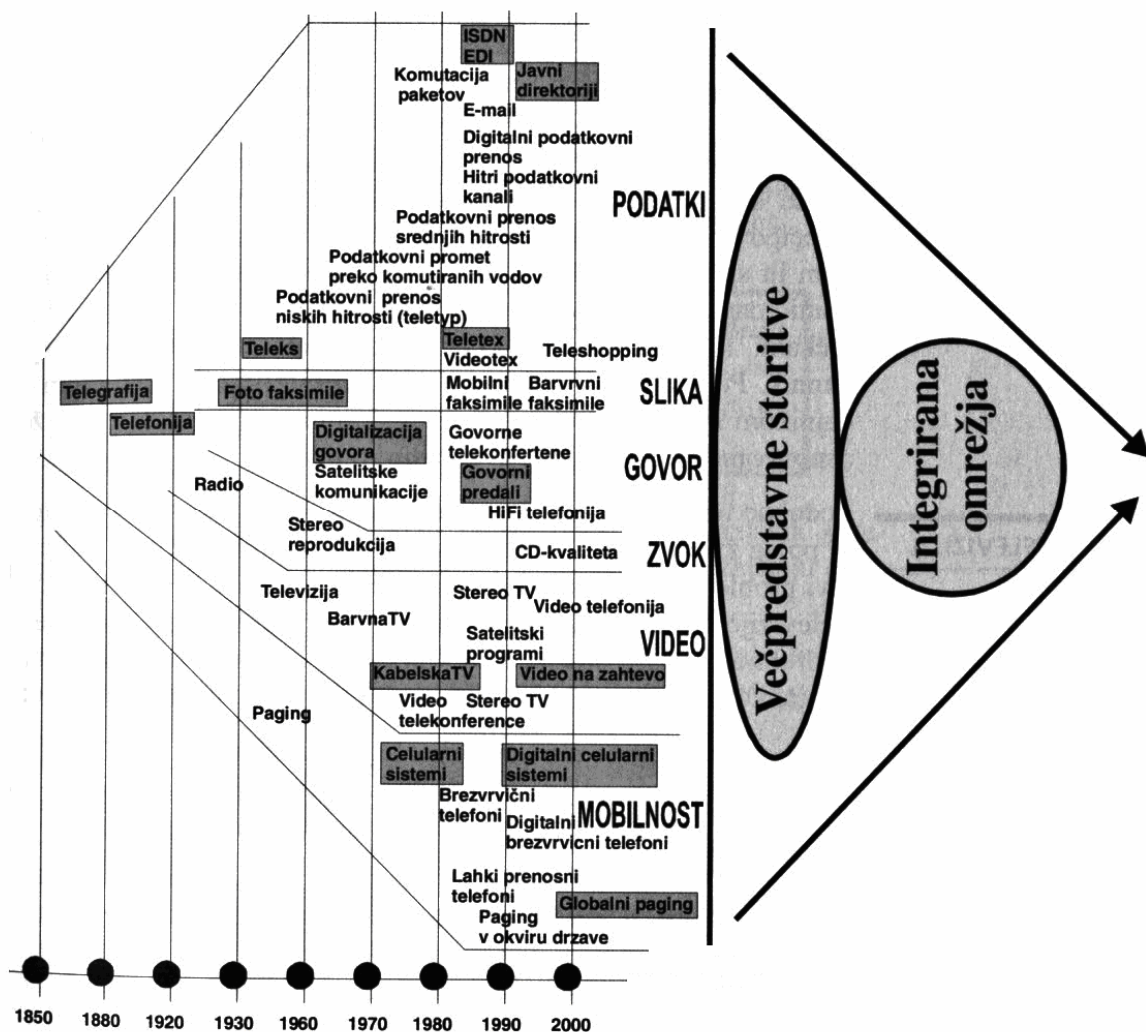 ISDN
EDI
Komutacija
paketov
Javni
direktoriji
E-mail
Digitalni podatkovni
prenos
Hitri podatkovni
kanali
PODATKI
Podatkovni prenos
srednjih hitrosti
Podatkovni promet
preko komutiranih vodov
Podatkovni prenos
niskih hitrosti (teletyp)
Teleks
Teletex
Videotex
Teleshopping
Telegrafija
Foto faksimile
Mobilni
faksimile
Barvrvni
faksimile
SLIKA
Telefonija
Digitalizacija
govora
Govorne
telekonfertene
Satelitske
komunikacije
Govorni
predali
GOVOR
Radio
HiFi telefonija
Stereo
reprodukcija
CD-kvaliteta
ZVOK
Televizija
Stereo TV
Video telefonija
BarvnaTV
Satelitski
programi
VIDEO
KabelskaTV
Video na zahtevo
Video
telekonference
Stereo TV
Paging
Celularni
sistemi
Digitalni celularni
sistemi
Brezvrvični
telefoni
MOBILNOST
Digitalni
brezvrvicni telefoni
Lahki prenosni
telefoni
Globalni paging
Paging
v okviru drzave
Večpredstavne storitve
Integrirana
omrežja
1850 1880 1920 1930 1960 1970 1980 1990 2000